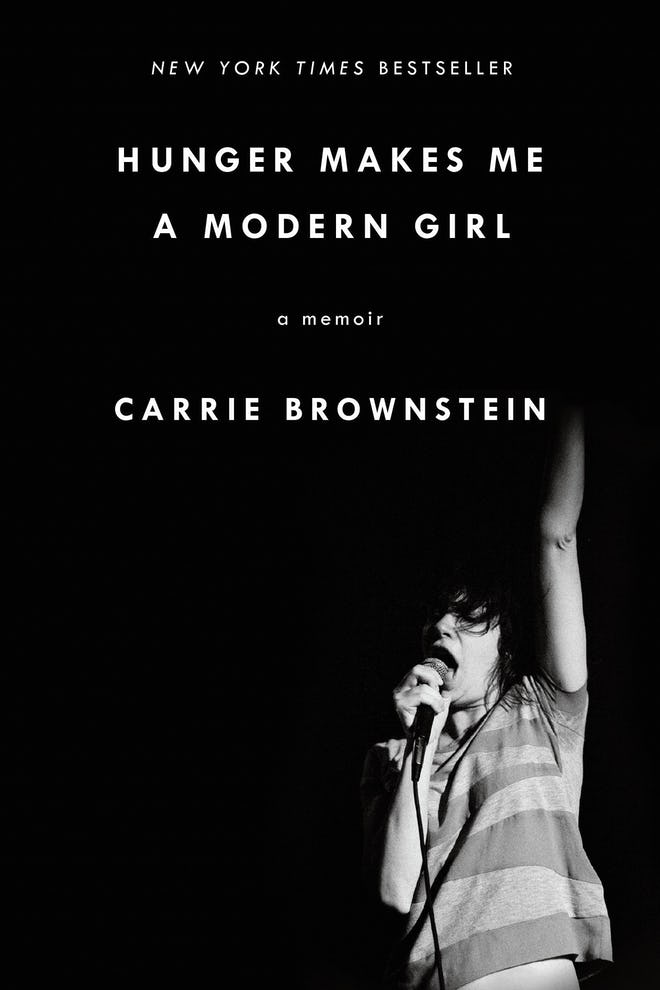 NEW YORK TIMES BESTSELLER
HUNGER MAKES ME
A MODERN GIRL
a memoir
CARRIE BROWNSTEIN